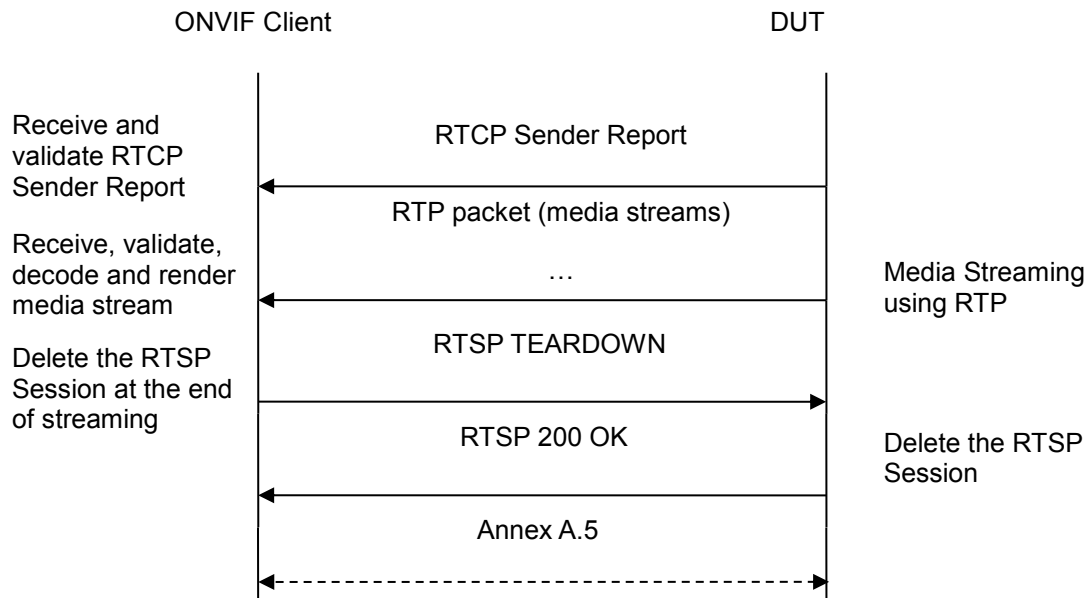 ONVIF Client
DUT
Receive and
validate RTCP
Sender Report
RTCP Sender Report
RTP packet (media streams)
Receive, validate,
decode and render
media stream
…
Media Streaming
using RTP
RTSP TEARDOWN
Delete the RTSP
Session at the end
of streaming
RTSP 200 OK
Delete the RTSP
Session
Annex A.5